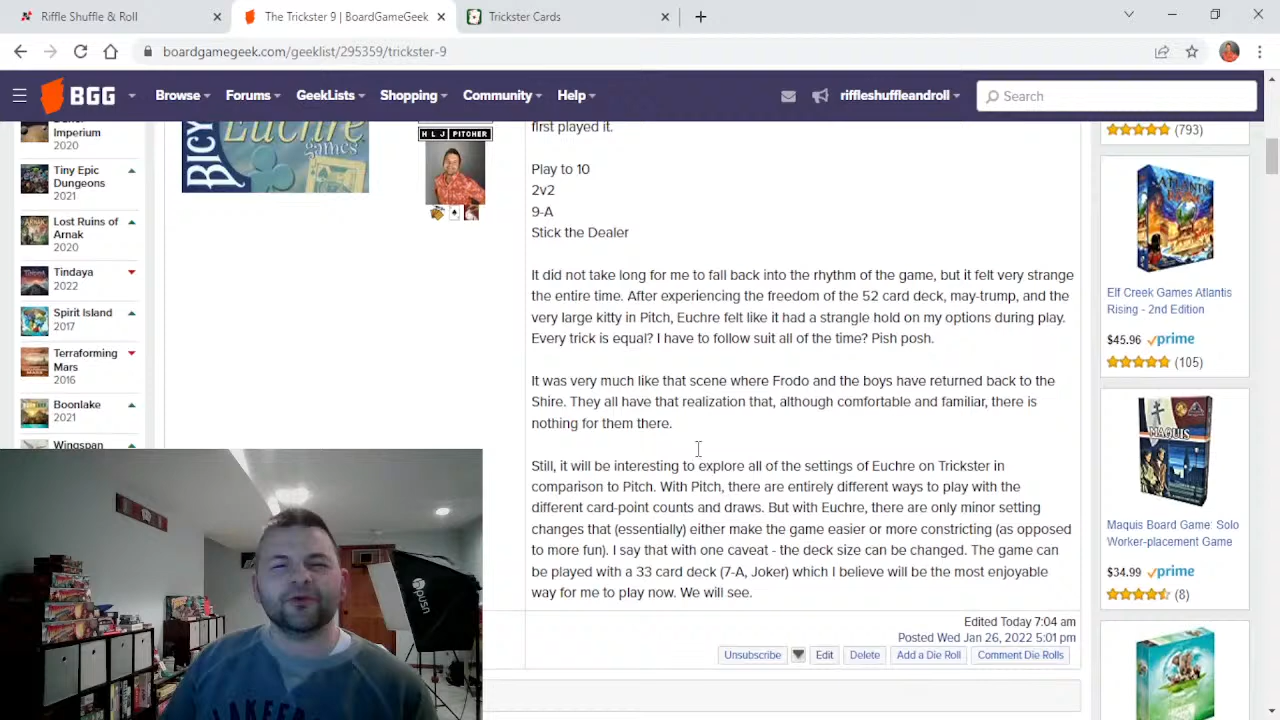 Riffle Shuffle & Roll
The Trickster 9 | BoardGameGeek
Trickster Cards
boardgamegeek.com/geeklist/295359/trickster-9
BGG
Browse
Forums
GeekLists
Shopping
Community
Help
riffleshuffleandroll
Search
Imperium
2020
Tiny Epic
Dungeons
2021
Lost Ruins of
Arnak
2020
Tindaya
2022
Spirit Island
2017
Terraforming
Mars
2016
Boonlake
2021
Wingspan
BICY
Euchre
games
H L J PITCHER
first played it.
Play to 10
2v2
9-A
Stick the Dealer
It did not take long for me to fall back into the rhythm of the game, but it felt very strange
the entire time. After experiencing the freedom of the 52 card deck, may-trump, and the
very large kitty in Pitch, Euchre felt like it had a strangle hold on my options during play.
Every trick is equal? I have to follow suit all of the time? Pish posh.
It was very much like that scene where Frodo and the boys have returned back to the
Shire. They all have that realization that, although comfortable and familiar, there is
nothing for them there.
Still, it will be interesting to explore all of the settings of Euchre on Trickster in
comparison to Pitch. With Pitch, there are entirely different ways to play with the
different card-point counts and draws. But with Euchre, there are only minor setting
changes that (essentially) either make the game easier or more constricting (as opposed
to more fun). I say that with one caveat - the deck size can be changed. The game can
be played with a 33 card deck (7-A, Joker) which I believe will be the most enjoyable
way for me to play now. We will see.
Edited Today 7:04 am
Posted Wed Jan 26, 2022 5:01 pm
Unsubscribe
Edit
Delete
Add a Die Roll
Comment Die Rolls
(793)
ATLANTIS
Elf Creek Games Atlantis
Rising - 2nd Edition
$45.96 prime
(105)
MAQUIS
Maquis Board Game: Solo
Worker-placement Game
$34.99 prime
(8)